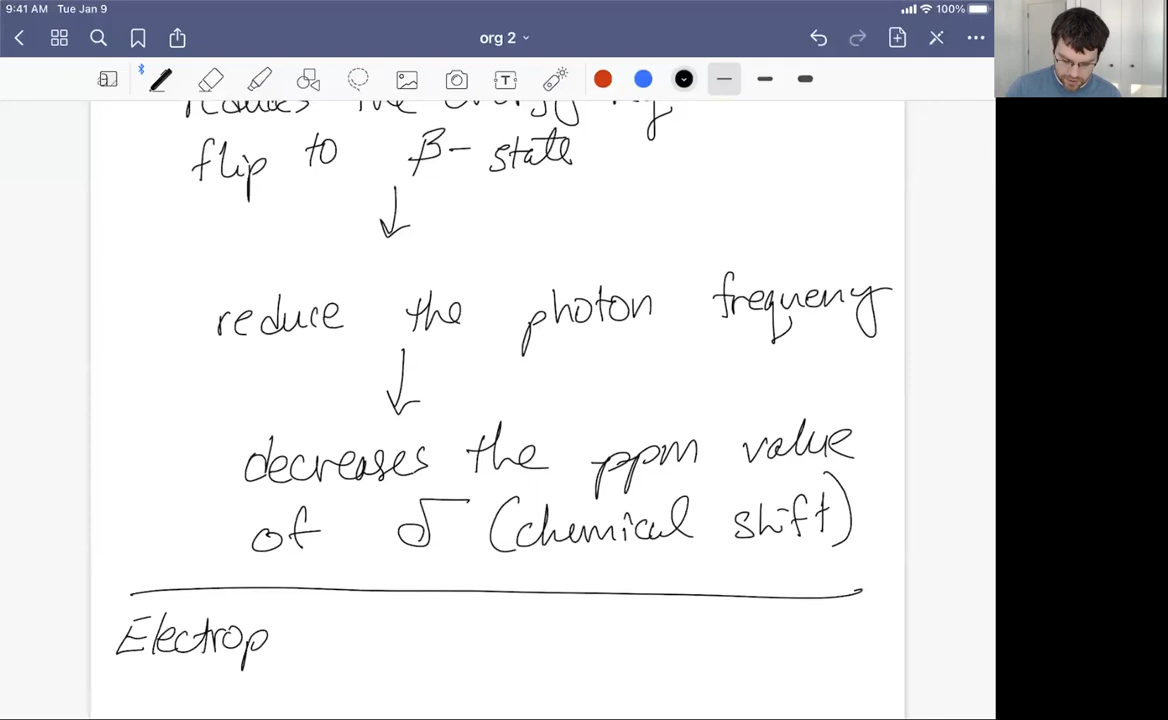 9:41 AM Tue Jan 9
100%
org 2
flip to β- state
reduce the photon frequency
decreases the ppm value
of δ (chemical shift)
Electrop